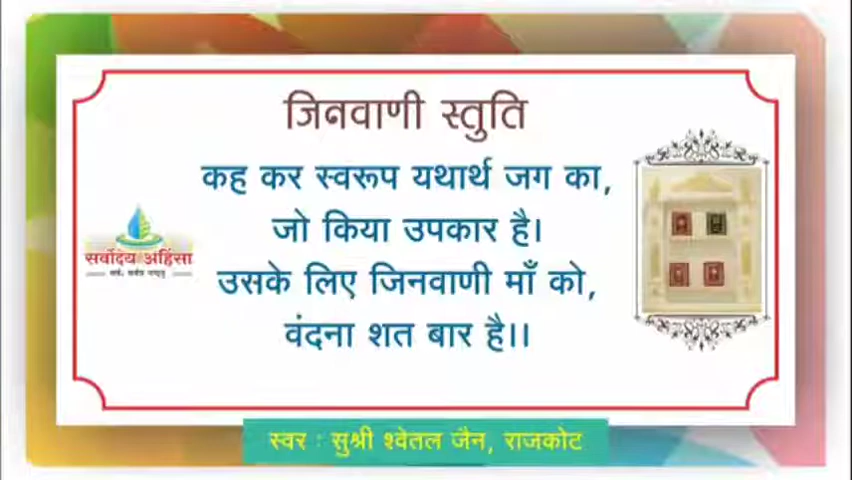 जिनवाणी स्तुति
कह कर स्वरूप यथार्थ जग का,
जो किया उपकार है।
उसके लिए जिनवाणी माँ को,
वंदना शत बार है।।
सर्वोदय अहिंसा
स्वर : सुश्री श्वेतल जैन, राजकोट